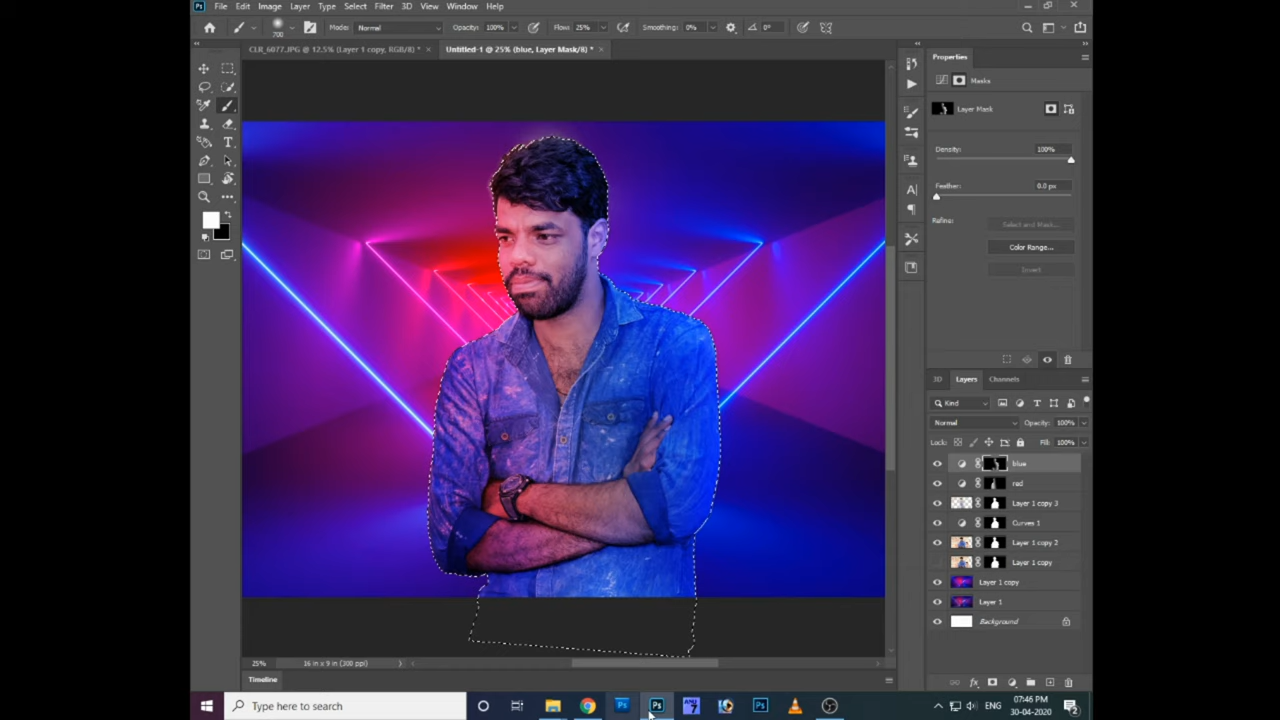 Ps File Edit Image Layer Type Select Filter 3D View Window Help
700 Mode: Normal Opacity: 100% Flow: 25% Smoothing: 0% 0°
CLR_6077.JPG @ 12.5% (Layer 1 copy, RGB/8) * × Untitled-1 @ 25% (blue, Layer Mask/8) * ×
Properties
Masks
Layer Mask
Density: 100%
Feather: 0.0 px
Refine: Select and Mask...
Color Range...
Invert
3D Layers Channels
Kind
Normal Opacity: 100%
Lock: Fill: 100%
blue
red
Layer 1 copy 3
Curves 1
Layer 1 copy 2
Layer 1 copy
Layer 1 copy
Layer 1
Background
25% 16 in x 9 in (300 ppi)
Timeline
Type here to search
ENG
07:46 PM
30-04-2020
2